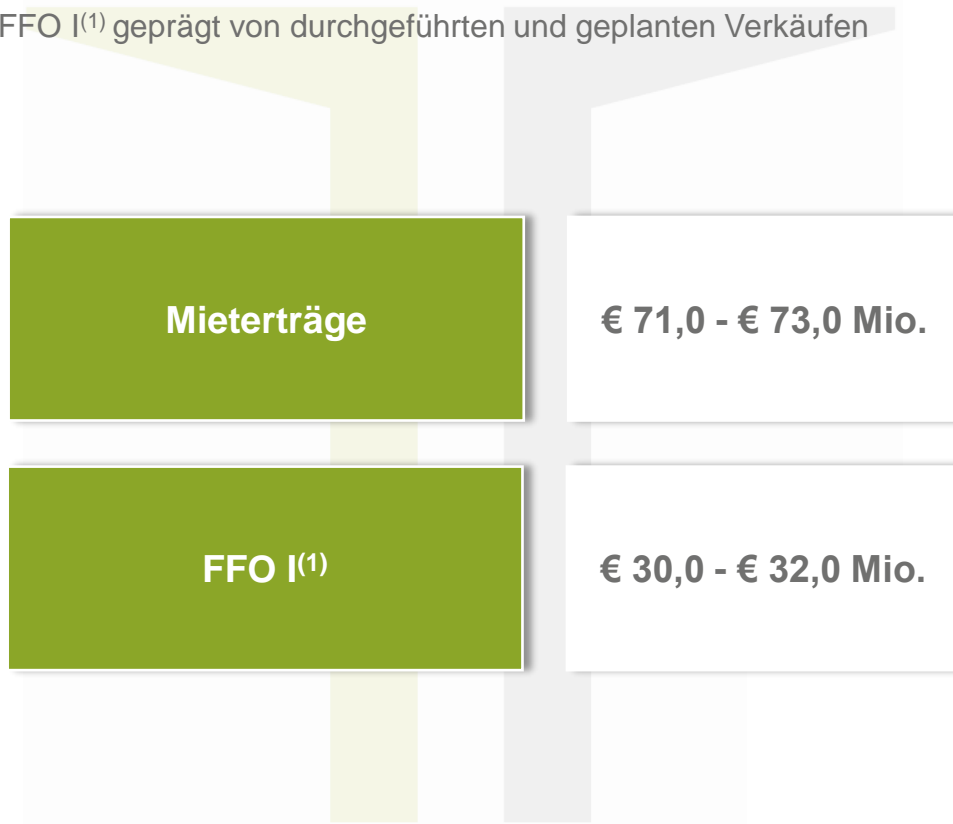 FFO I⁽¹⁾ geprägt von durchgeführten und geplanten Verkäufen
Mieterträge
€ 71,0 - € 73,0 Mio.
FFO I⁽¹⁾
€ 30,0 - € 32,0 Mio.